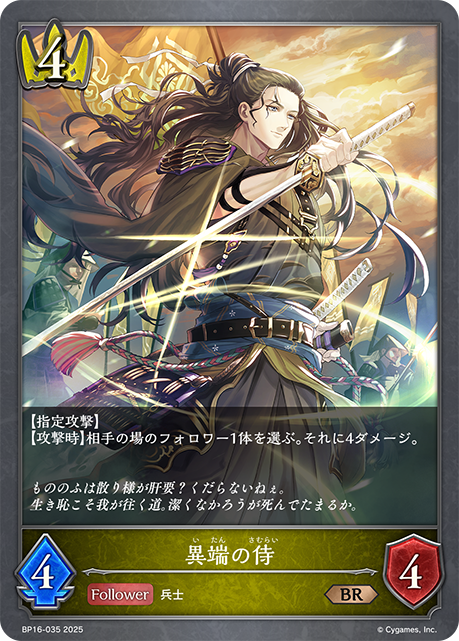 4
【指定攻撃】
【攻撃時】相手の場のフォロワー1体を選ぶ。それに4ダメージ。
もののふは散り様が肝要？くだらないねぇ。
生き恥こそ我が往く道。潔くなかろうが死んでたまるか。
い たん さむらい
異端の侍
4
Follower 兵士
BR
4
BP16-035 2025
© Cygames, Inc.